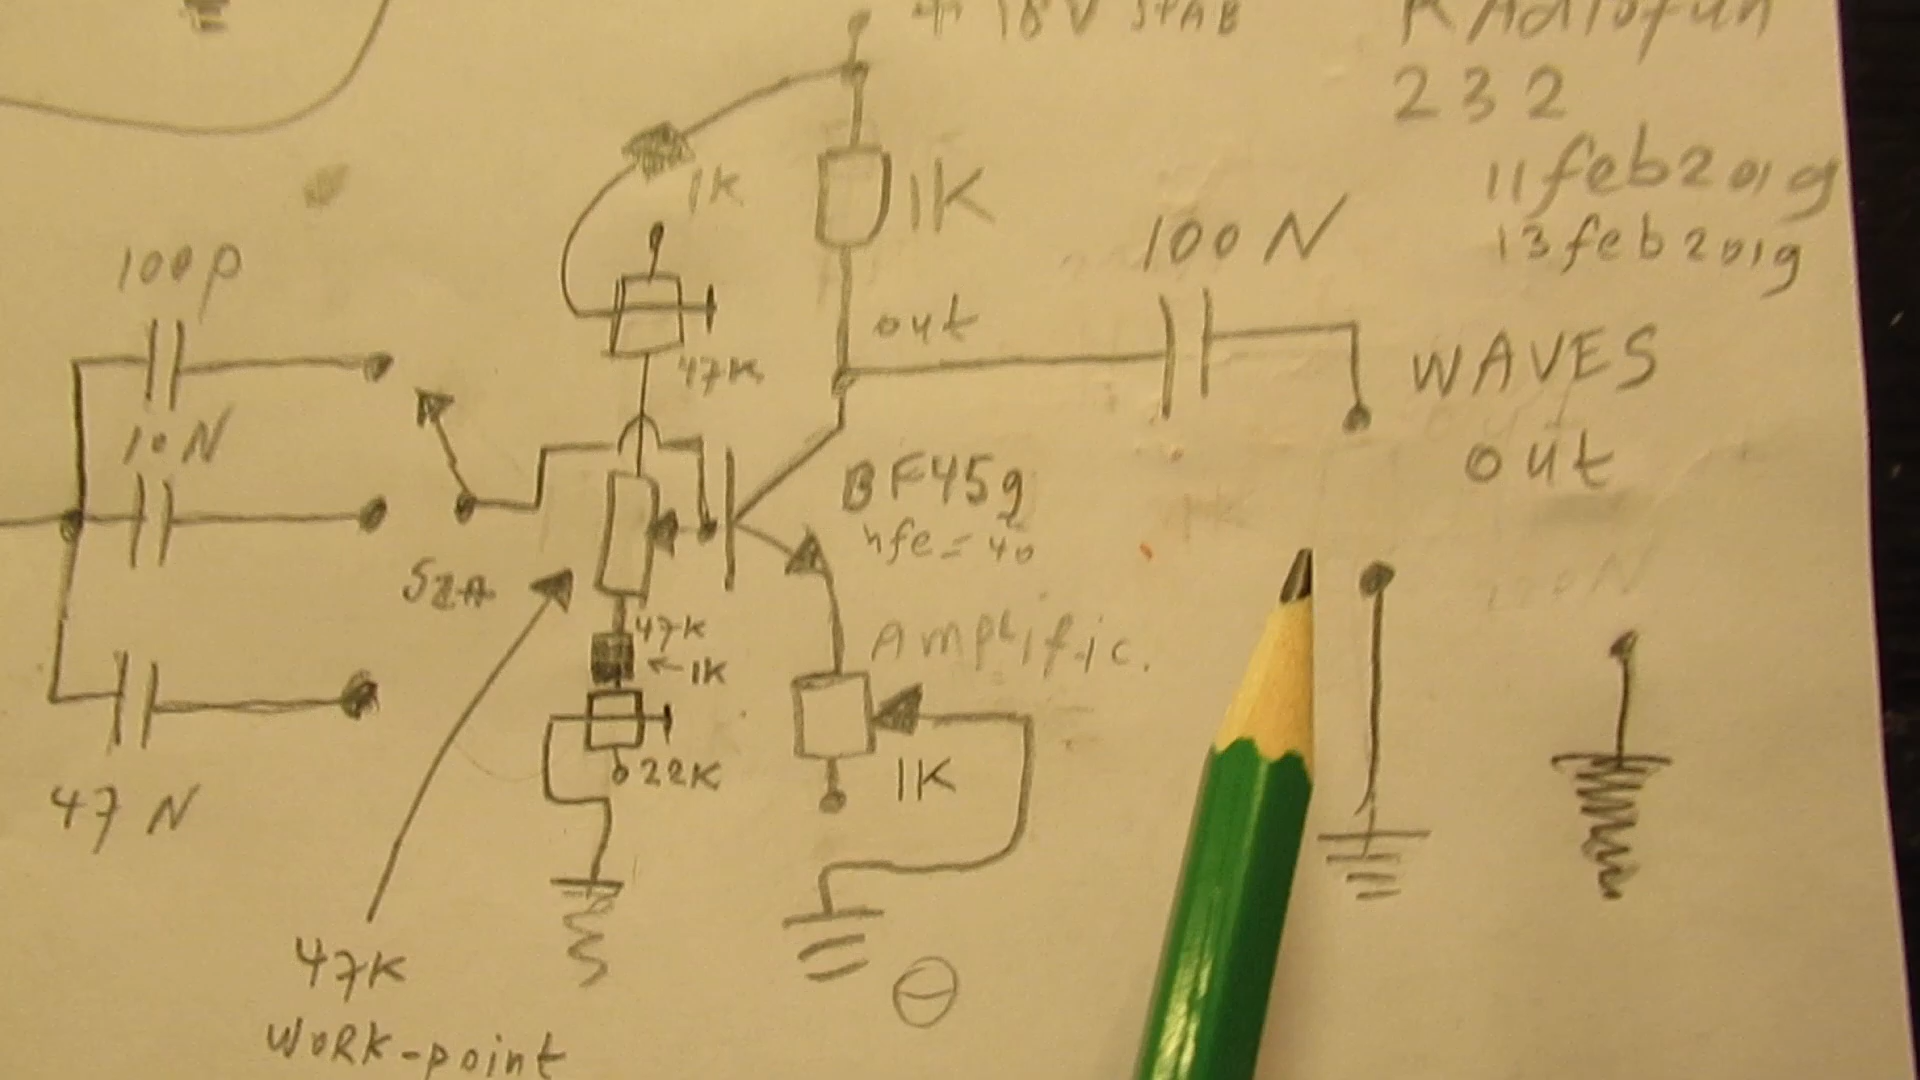 18V STAB
Radiofun
232
11feb2019
13feb2019
1K
1K
100N
100p
out
47K
WAVES
out
10N
BF459
hfe = 40
S2A
47K
←1K
Amplific.
22K
1K
47N
47K
WORK-point